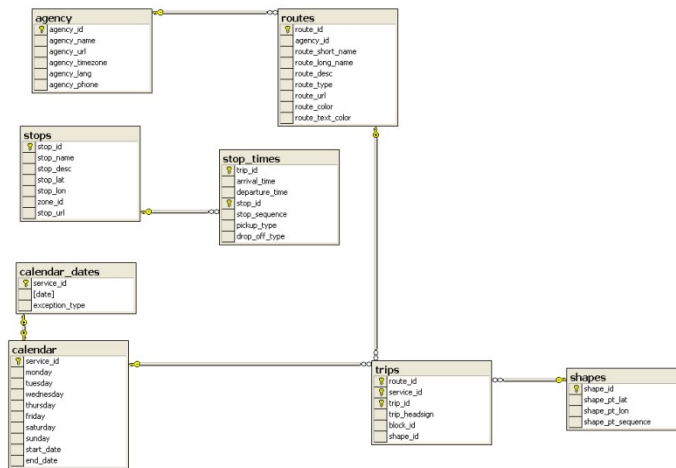 agency
agency_id
agency_name
agency_url
agency_timezone
agency_lang
agency_phone
routes
route_id
agency_id
route_short_name
route_long_name
route_desc
route_type
route_url
route_color
route_text_color
stops
stop_id
stop_name
stop_desc
stop_lat
stop_lon
zone_id
stop_url
stop_times
trip_id
arrival_time
departure_time
stop_id
stop_sequence
pickup_type
drop_off_type
calendar_dates
service_id
[date]
exception_type
calendar
service_id
monday
tuesday
wednesday
thursday
friday
saturday
sunday
start_date
end_date
trips
route_id
service_id
trip_id
trip_headsign
block_id
shape_id
shapes
shape_id
shape_pt_lat
shape_pt_lon
shape_pt_sequence